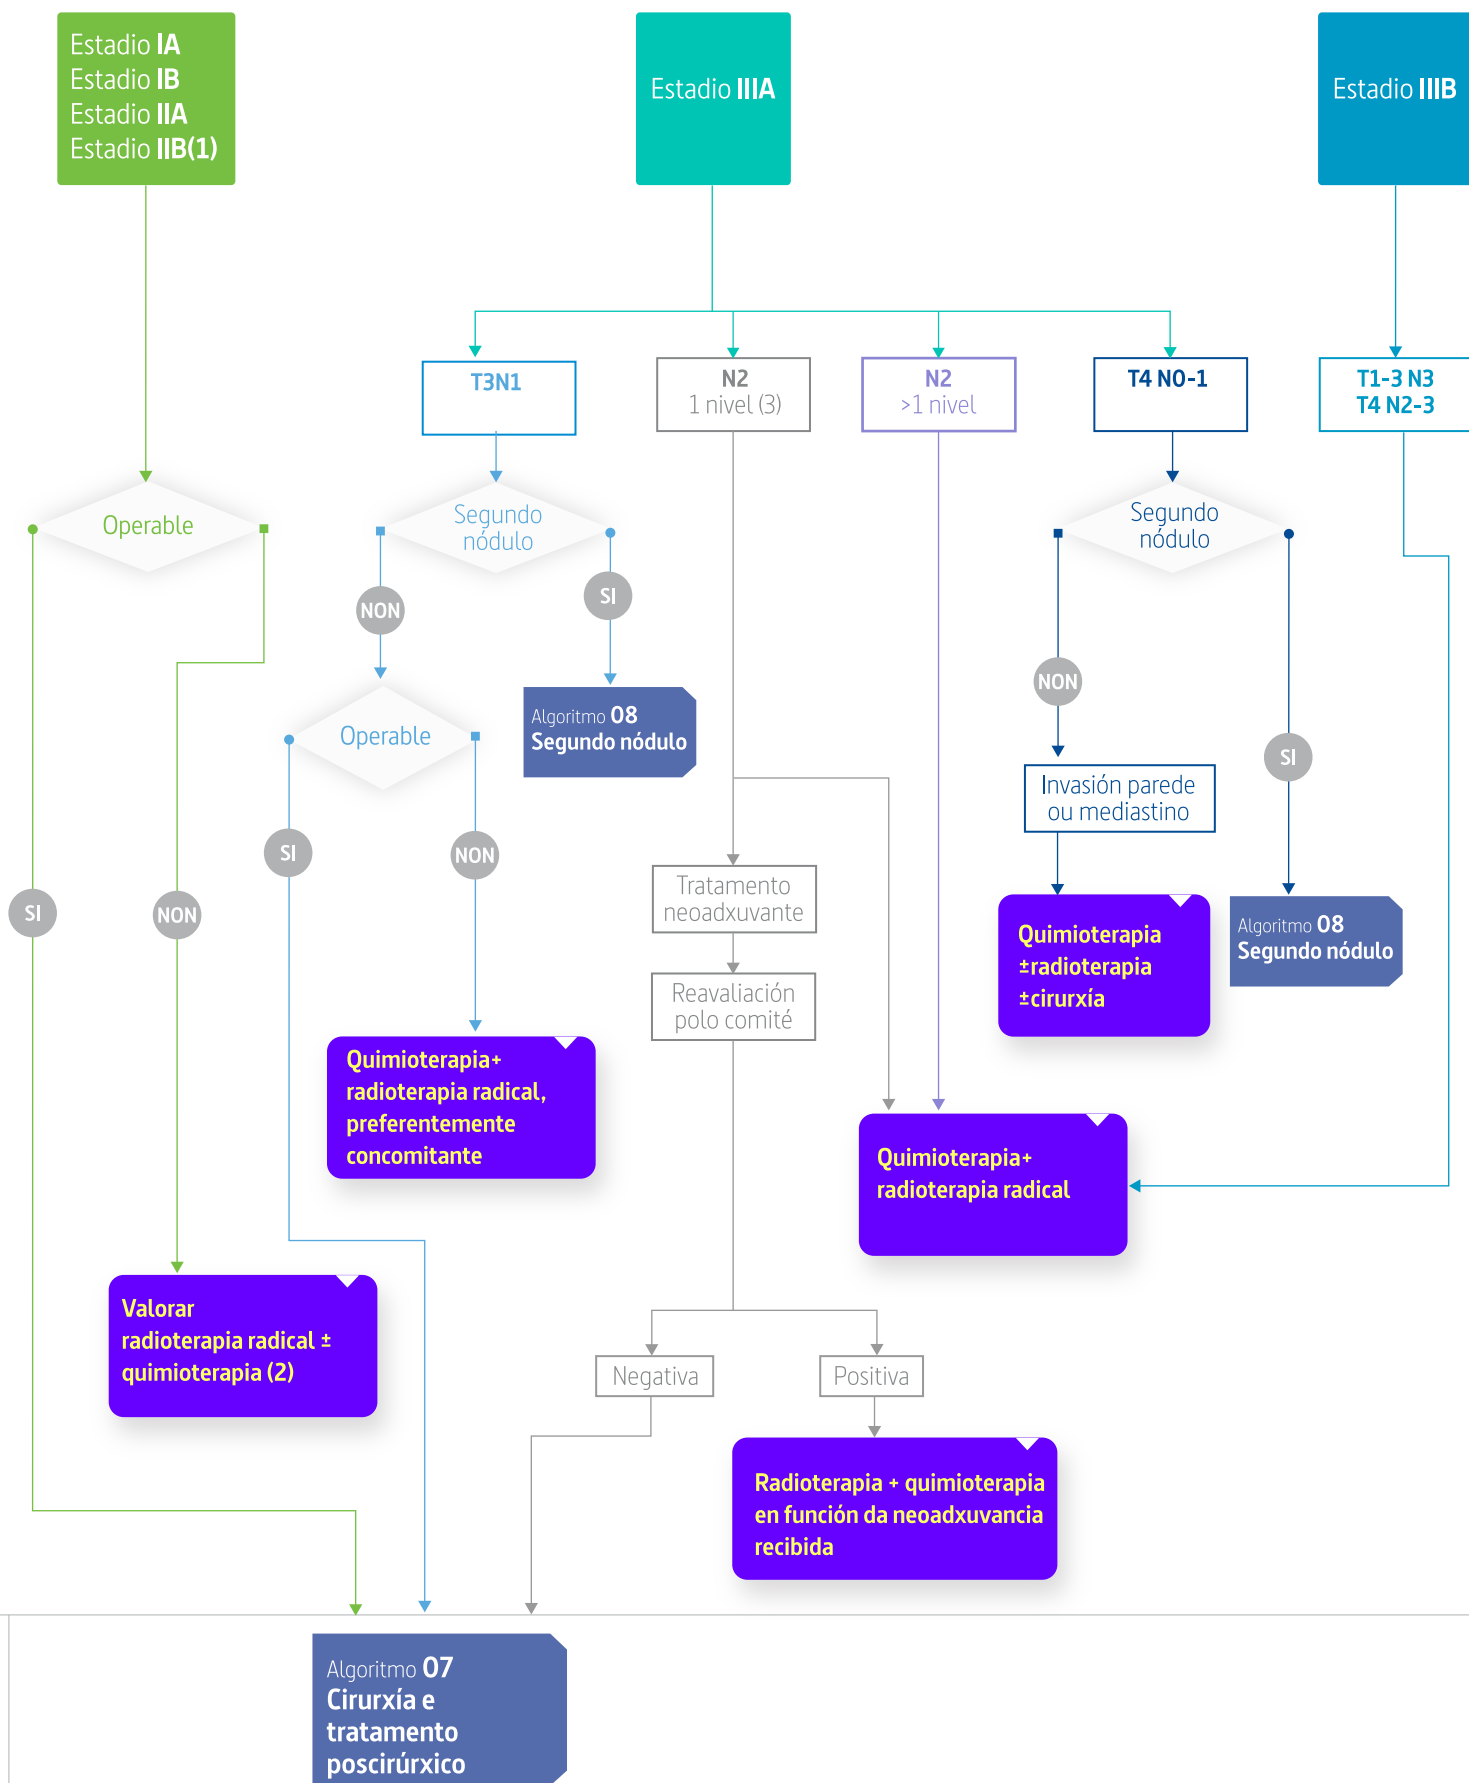 Estadio IA
Estadio IB
Estadio IIA
Estadio IIB(1)
Estadio IIIA
Estadio IIIB
T3N1
N2
1 nivel (3)
N2
>1 nivel
T4 N0-1
T1-3 N3
T4 N2-3
Operable
Segundo
nódulo
Segundo
nódulo
NON
SI
NON
Operable
Algoritmo 08
Segundo nódulo
SI
Invasión parede
ou mediastino
SI
NON
Tratamento
neoadxuvante
SI
NON
Quimioterapia
±radioterapia
±cirurxía
Algoritmo 08
Segundo nódulo
Reavaliación
polo comité
Quimioterapia+
radioterapia radical,
preferentemente
concomitante
Quimioterapia+
radioterapia radical
Valorar
radioterapia radical ±
quimioterapia (2)
Negativa
Positiva
Radioterapia + quimioterapia
en función da neoadxuvancia
recibida
Algoritmo 07
Cirurxía e
tratamento
poscirúrxico